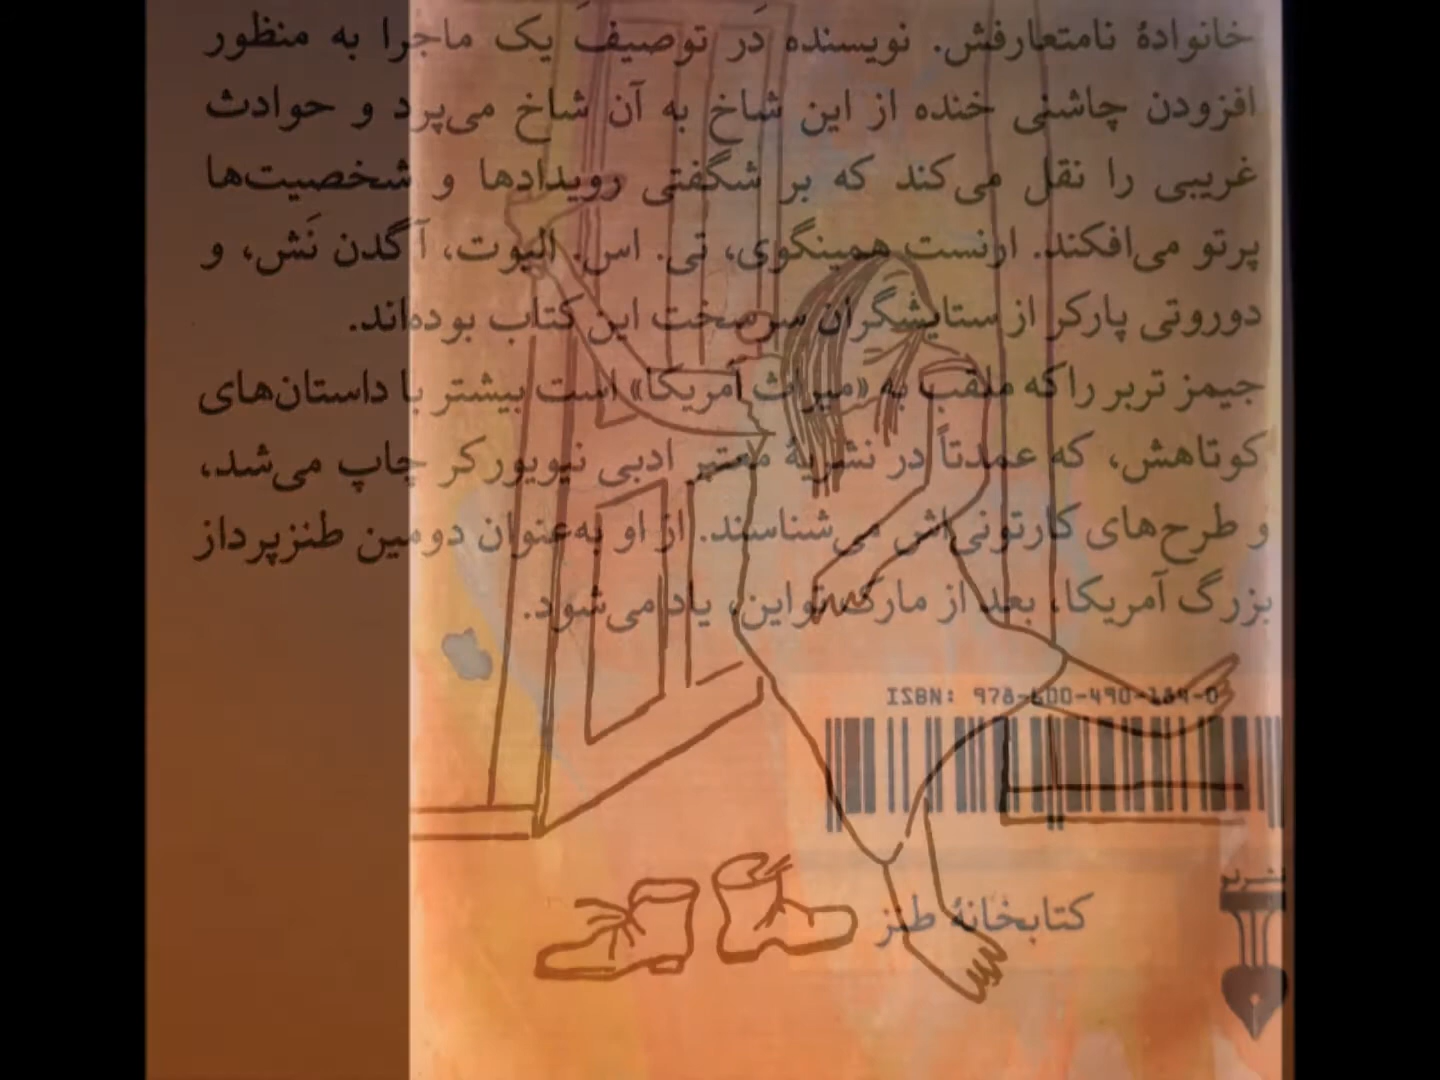 خانوادهٔ نامتعارفش. نویسنده در توصیف یک ماجرا به منظور
افزودن چاشنی خنده از این شاخ به آن شاخ می‌پرد و حوادث
غریبی را نقل می‌کند که بر شگفتی رویدادها و شخصیت‌ها
پرتو می‌افکند. ارنست همینگوی، تی. اس. الیوت، آگدن نَش، و
دوروتی پارکر از ستایشگران سرسخت این کتاب بوده‌اند.
جیمز تربر را که ملقب به «میراث آمریکا» است بیشتر با داستان‌های
کوتاهش، که عمدتاً در نشریهٔ معتبر ادبی نیویورکر چاپ می‌شد،
و طرح‌های کارتونی‌اش می‌شناسند. از او به‌عنوان دومین طنزپرداز
بزرگ آمریکا، بعد از مارک تواین، یاد می‌شود.
ISBN: 978-600-490-184-0
کتابخانهٔ طنز